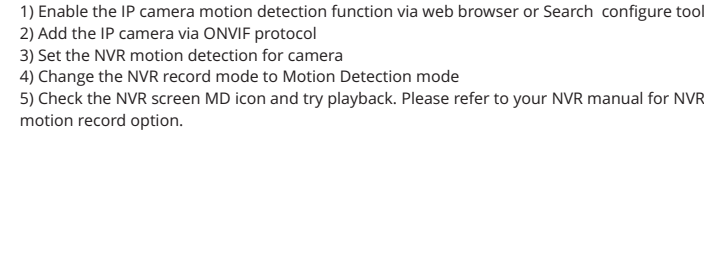 1) Enable the IP camera motion detection function via web browser or Search  configure tool
2) Add the IP camera via ONVIF protocol
3) Set the NVR motion detection for camera
4) Change the NVR record mode to Motion Detection mode
5) Check the NVR screen MD icon and try playback. Please refer to your NVR manual for NVR
motion record option.